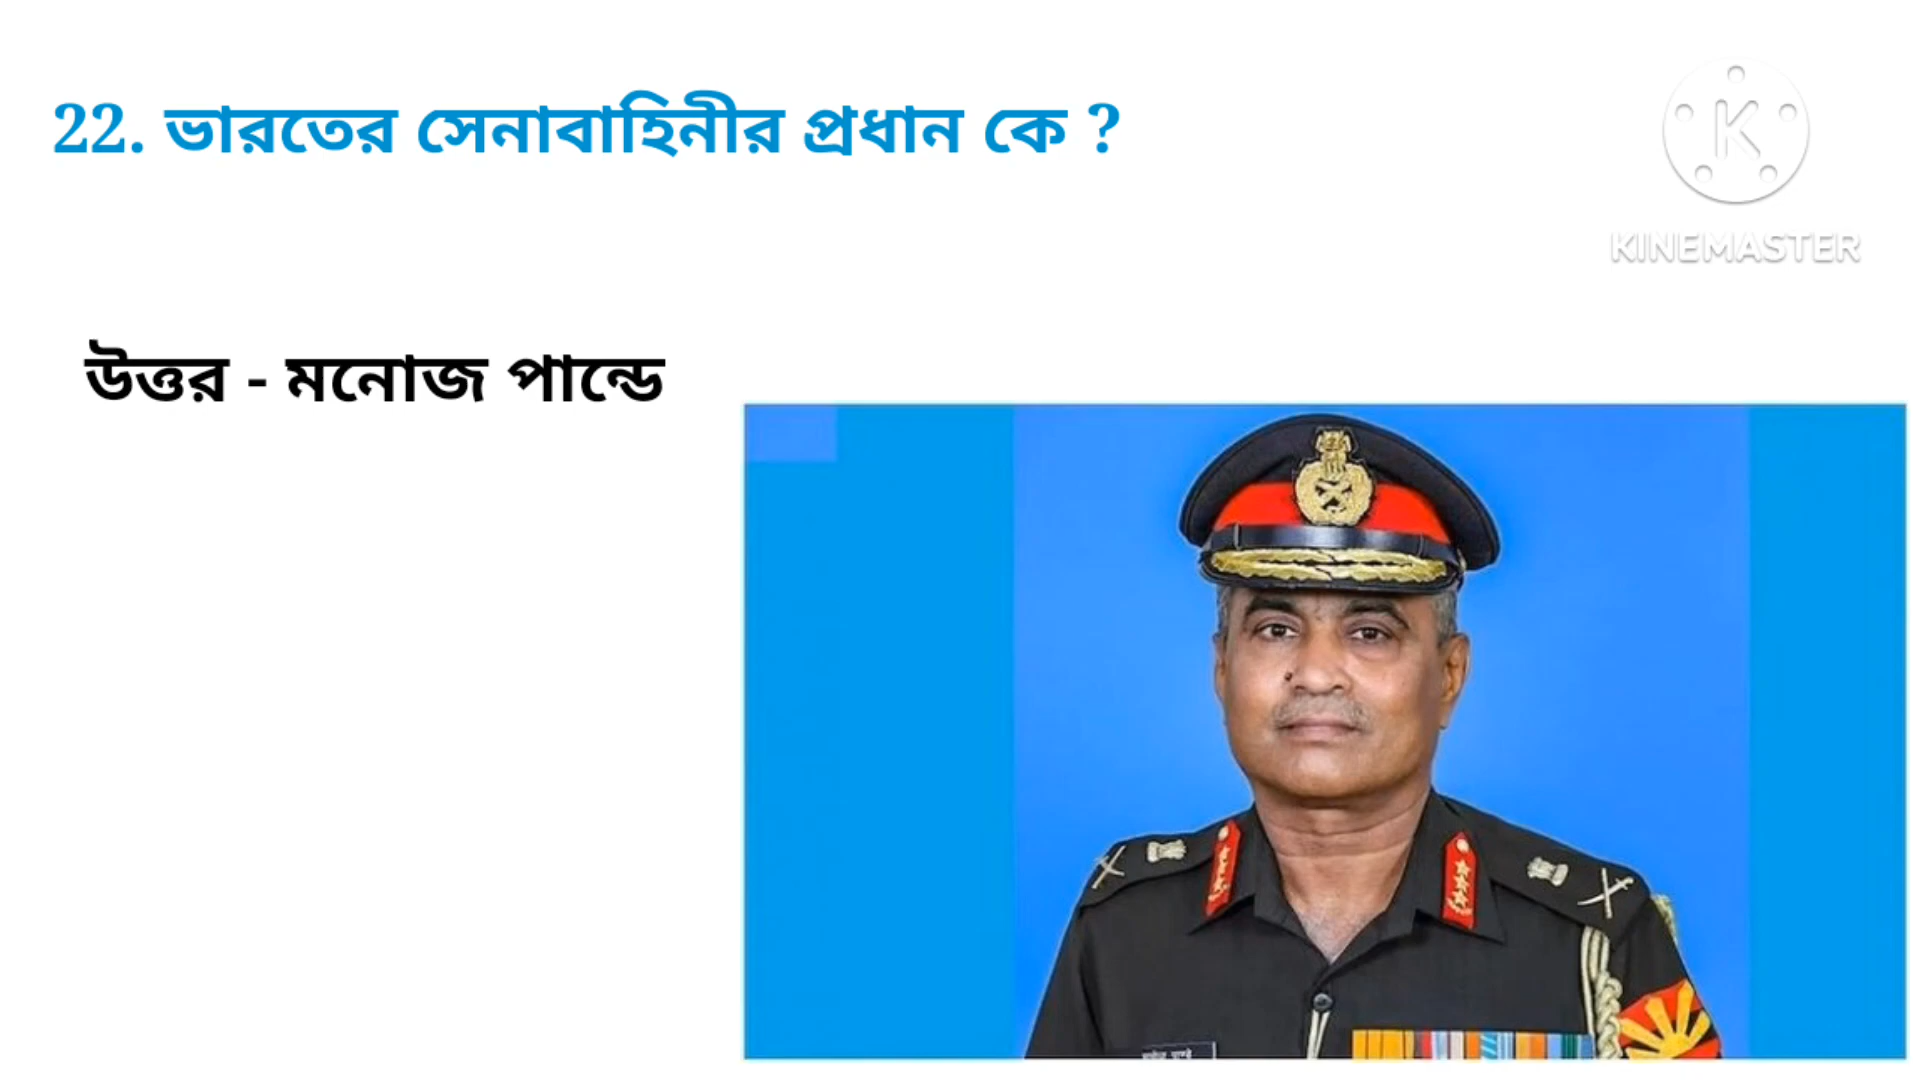 22. ভারতের সেনাবাহিনীর প্রধান কে ?
KINEMASTER
উত্তর - মনোজ পান্ডে